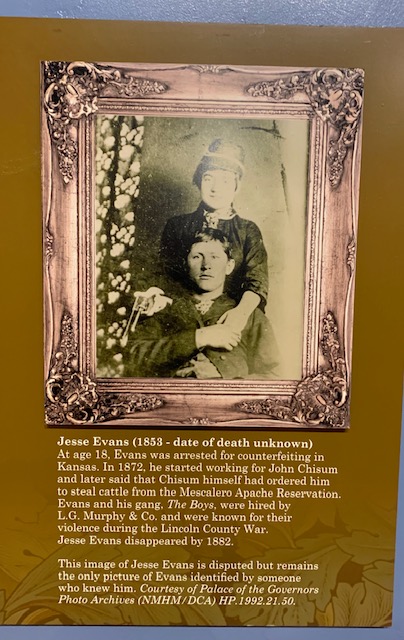 Jesse Evans (1853 - date of death unknown)
At age 18, Evans was arrested for counterfeiting in
Kansas. In 1872, he started working for John Chisum
and later said that Chisum himself had ordered him
to steal cattle from the Mescalero Apache Reservation.
Evans and his gang, The Boys, were hired by
L.G. Murphy & Co. and were known for their
violence during the Lincoln County War.
Jesse Evans disappeared by 1882.
This image of Jesse Evans is disputed but remains
the only picture of Evans identified by someone
who knew him. Courtesy of Palace of the Governors
Photo Archives (NMHM/DCA) HP.1992.21.50.